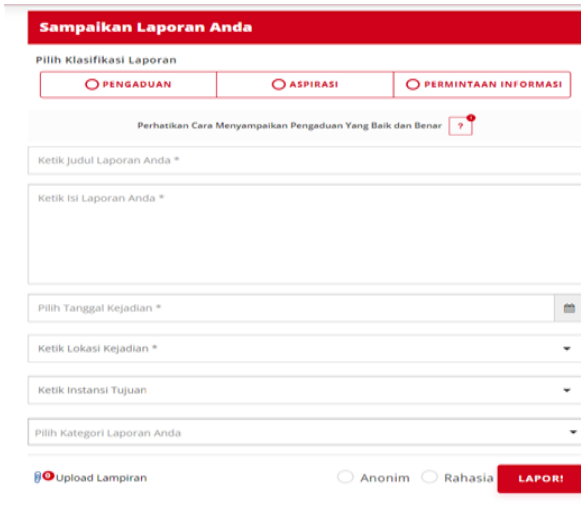 Sampaikan Laporan Anda
Pilih Klasifikasi Laporan
PENGADUAN ASPIRASI PERMINTAAN INFORMASI
Perhatikan Cara Menyampaikan Pengaduan Yang Baik dan Benar ?
Ketik Judul Laporan Anda *
Ketik Isi Laporan Anda *
Pilih Tanggal Kejadian *
Ketik Lokasi Kejadian *
Ketik Instansi Tujuan
Pilih Kategori Laporan Anda
0 Upload Lampiran Anonim Rahasia LAPOR!